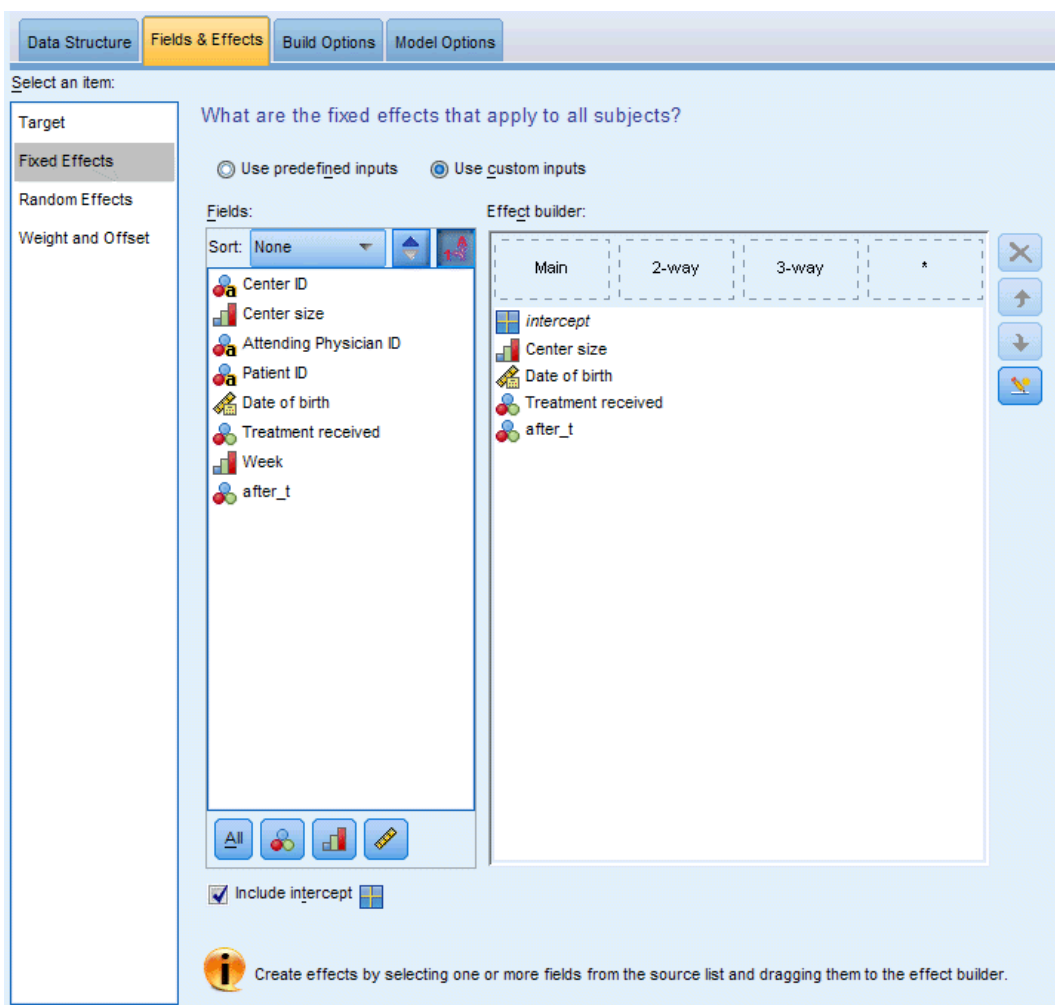 Data Structure Fields & Effects Build Options Model Options
Select an item:
Target
Fixed Effects
Random Effects
Weight and Offset
What are the fixed effects that apply to all subjects?
Use predefined inputs Use custom inputs
Fields:
Sort: None
Center ID
Center size
Attending Physician ID
Patient ID
Date of birth
Treatment received
Week
after_t
All
Include intercept
Effect builder:
Main 2-way 3-way *
intercept
Center size
Date of birth
Treatment received
after_t
Create effects by selecting one or more fields from the source list and dragging them to the effect builder.